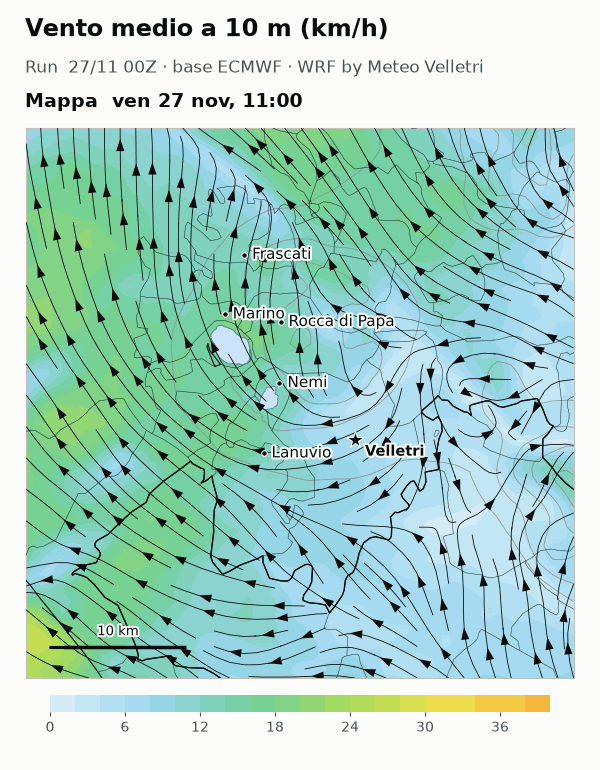 Vento medio a 10 m (km/h)
Run  27/11 00Z · base ECMWF · WRF by Meteo Velletri
Mappa  ven 27 nov, 11:00
Frascati
Marino
Rocca di Papa
Nemi
Velletri
Lanuvio
10 km
0 6 12 18 24 30 36